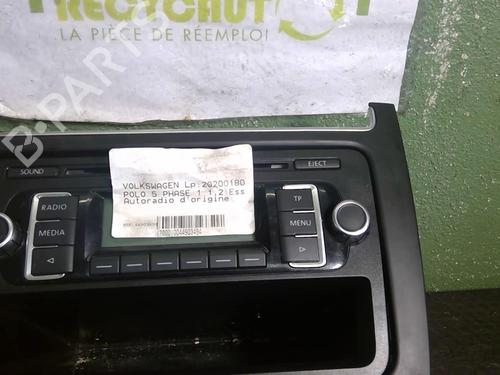 RECYCAUTO
LA PIÈCE DE RÉEMPLOI
B-PARTS
SOUND
EJECT
VOLKSWAGEN Lp:20200180
POLO 5 PHASE 1 1,2 Ess
Autoradio d'origine
RADIO
MEDIA
TP
MENU